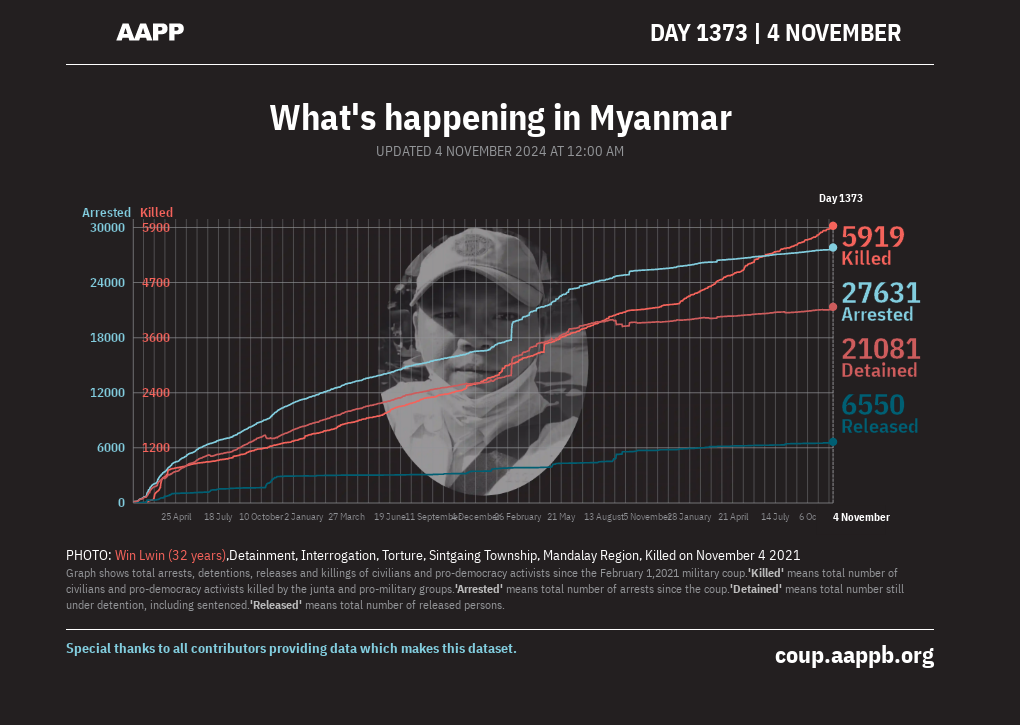 AAPP
DAY 1373 | 4 NOVEMBER
What's happening in Myanmar
UPDATED 4 NOVEMBER 2024 AT 12:00 AM
Day 1373
Arrested Killed
30000 5900
24000 4700
18000 3600
12000 2400
6000 1200
0
5919
Killed
27631
Arrested
21081
Detained
6550
Released
25 April 18 July 10 October 2 January 27 March 19 June 11 September 4 December 26 February 21 May 13 August 5 November 28 January 21 April 14 July 6 Oc 4 November
PHOTO: Win Lwin (32 years),Detainment, Interrogation, Torture, Sintgaing Township, Mandalay Region, Killed on November 4 2021
Graph shows total arrests, detentions, releases and killings of civilians and pro-democracy activists since the February 1,2021 military coup.'Killed' means total number of
civilians and pro-democracy activists killed by the junta and pro-military groups.'Arrested' means total number of arrests since the coup.'Detained' means total number still
under detention, including sentenced.'Released' means total number of released persons.
Special thanks to all contributors providing data which makes this dataset.
coup.aappb.org